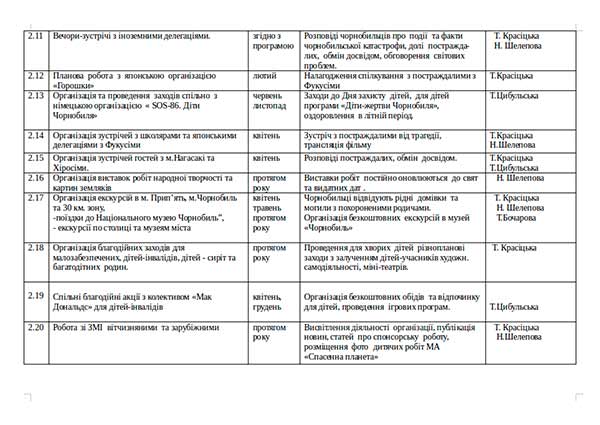 2.11 Вечори-зустрічі з іноземними делегаціями. згідно з програмою Розповіді чорнобильців про події та факти чорнобильської катастрофи, долі постражда-лих, обмін досвідом, обговорення світових проблем. Т. Красіцька Н. Шелепова
2.12 Планова робота з японською організацією «Горошки» лютий Налагодження спілкування з постраждалими з Фукусіми Т.Красіцька
2.13 Організація та проведення заходів спільно з німецькою організацією « SOS-86. Діти Чорнобиля» червень листопад Заходи до Дня захисту дітей, для дітей програми «Діти-жертви Чорнобиля», оздоровлення в літній період. Т.Цибульська
2.14 Організація зустрічей з школярами та японськими делегаціями з Фукусіми квітень Зустріч з постраждалими від трагедії, трансляція фільму Т.Красіцька Н.Шелепова
2.15 Організація зустрічей гостей з м.Нагасакі та Хіросіми. квітень Розповіді постраждалих, обмін досвідом. Т.Красіцька Т.Цибульська
2.16 Організація виставок робіт народної творчості та картин земляків протягом року Виставки робіт постійно оновлюються до свят та видатних дат . Н. Шелепова
2.17 Організація екскурсій в м. Прип’ять, м.Чорнобиль та 30 км. зону, -поїздки до Національного музею Чорнобиль”, - екскурсії по столиці та музеям міста квітень травень протягом року Чорнобильці відвідують рідні домівки та могили з похороненими родичами. Організація безкоштовних екскурсій в музей «Чорнобиль» Т. Красіцька Н. Шелепова Т.Бочарова
2.18 Організація благодійних заходів для малозабезпечених, дітей-інвалідів, дітей - сиріт та багатодітних родин. протягом року Проведення для хворих дітей різнопланові заходи з залученням дітей-учасників художн. самодіяльності, міні-театрів. Т. Красіцька
2.19 Спільні благодійні акції з колективом «Мак Дональдс» для дітей-інвалідів квітень, грудень Організація безкоштовних обідів та відпочинку для дітей, проведення ігрових програм. Т.Цибульська
2.20 Робота зі ЗМІ вітчизняними та зарубіжними протягом року Висвітлення діяльності організації, публікація новин, статей про спонсорську роботу, розміщення фото дитячих робіт МА «Спасенна планета» Т. Красіцька Н.Шелепова